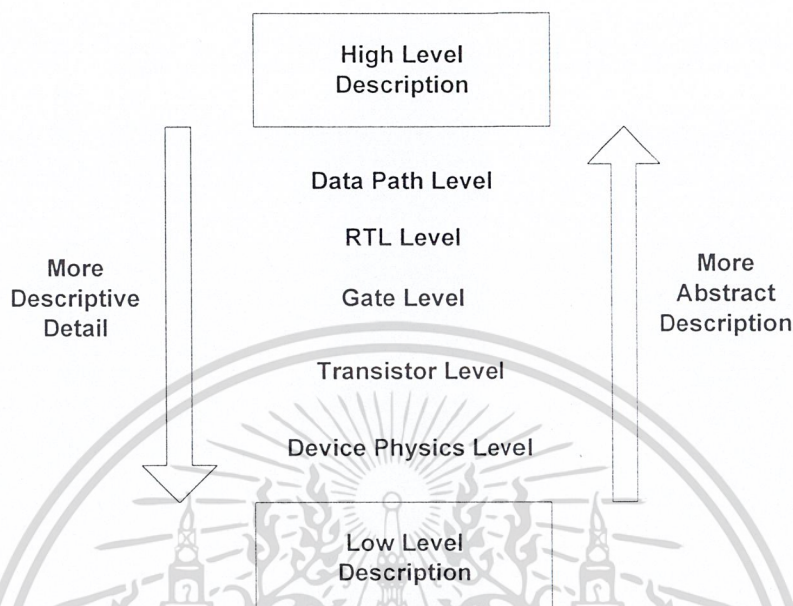 High Level
Description
Data Path Level
RTL Level
Gate Level
Transistor Level
Device Physics Level
Low Level
Description
More
Descriptive
Detail
More
Abstract
Description